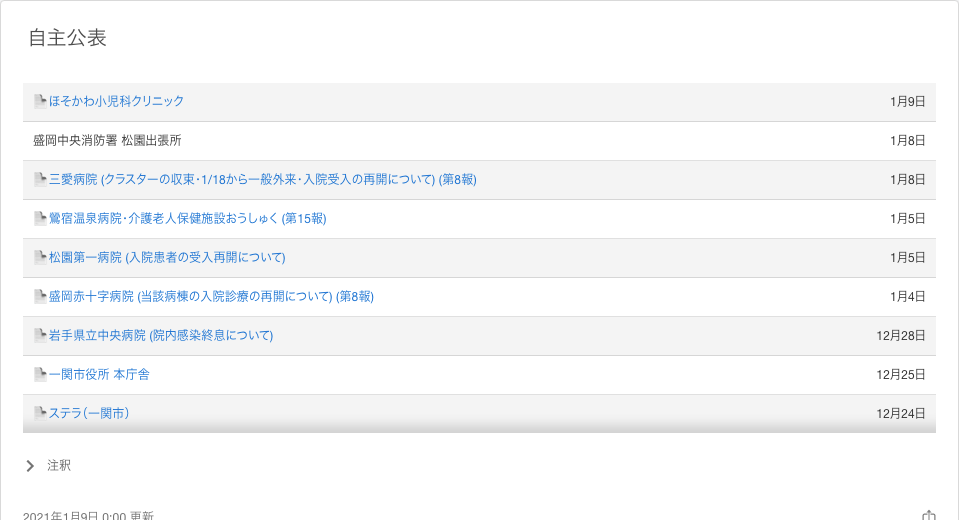 自主公表
ほそかわ小児科クリニック 1月9日
盛岡中央消防署 松園出張所 1月8日
三愛病院 (クラスターの収束・1/18から一般外来・入院受入の再開について) (第8報) 1月8日
鶯宿温泉病院・介護老人保健施設おうしゅく (第15報) 1月5日
松園第一病院 (入院患者の受入再開について) 1月5日
盛岡赤十字病院 (当該病棟の入院診療の再開について) (第8報) 1月4日
岩手県立中央病院 (院内感染終息について) 12月28日
一関市役所 本庁舎 12月25日
ステラ（一関市） 12月24日
注釈
2021年1月9日 0:00 更新